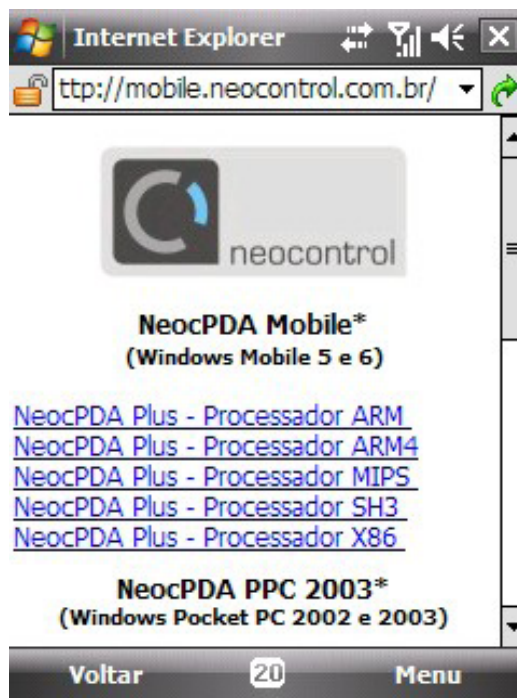 Internet Explorer
ttp://mobile.neocontrol.com.br/
neocontrol
NeocPDA Mobile*
(Windows Mobile 5 e 6)
NeocPDA Plus - Processador ARM
NeocPDA Plus - Processador ARM4
NeocPDA Plus - Processador MIPS
NeocPDA Plus - Processador SH3
NeocPDA Plus - Processador X86
NeocPDA PPC 2003*
(Windows Pocket PC 2002 e 2003)
Voltar 20 Menu